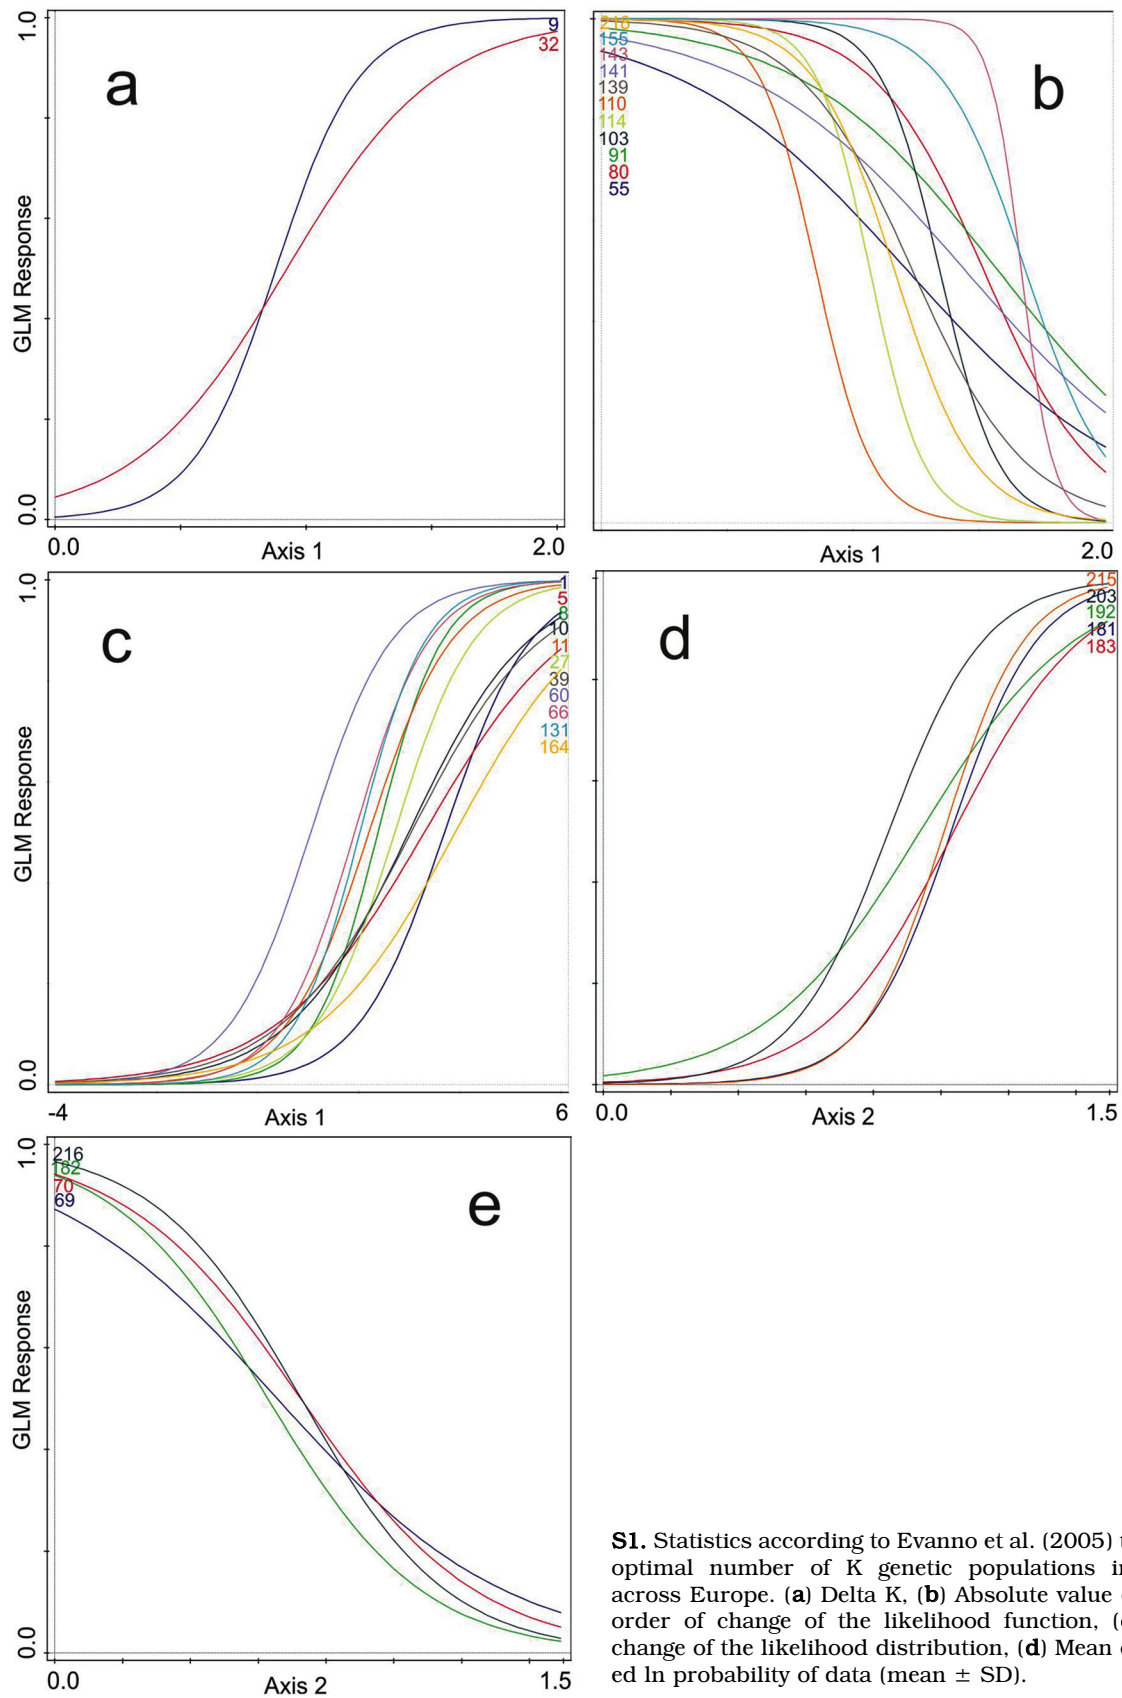 a
1.0
GLM Response
0.0
9
32
0.0
Axis 1
2.0
b
218
155
143
141
139
110
114
103
91
80
55
Axis 1
2.0
c
1.0
GLM Response
0.0
1
5
8
10
11
27
39
60
66
131
164
-4
Axis 1
6
d
215
203
192
181
183
0.0
Axis 2
1.5
e
1.0
GLM Response
0.0
216
182
70
69
0.0
Axis 2
1.5
S1. Statistics according to Evanno et al. (2005)
optimal number of K genetic populations
across Europe. (a) Delta K, (b) Absolute value
order of change of the likelihood function,
change of the likelihood distribution, (d) Mean
ed ln probability of data (mean ± SD).